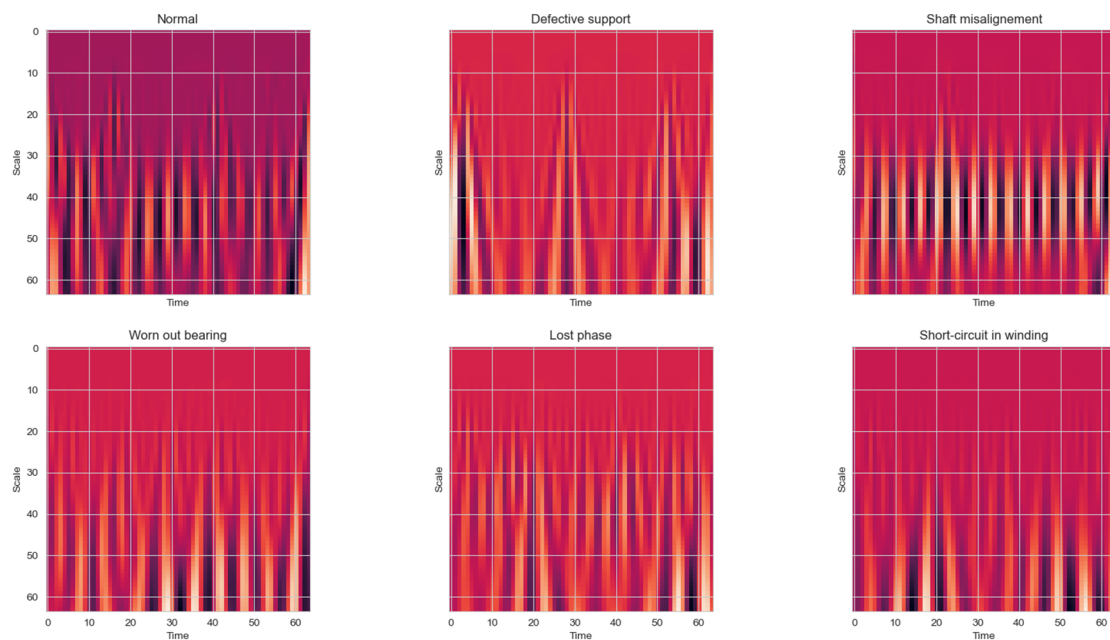 Normal
Defective support
Shaft misalignement
0
10
20
30
40
50
60
Scale
Time
Scale
Time
Scale
Time
Worn out bearing
Lost phase
Short-circuit in winding
0
10
20
30
40
50
60
Scale
0 10 20 30 40 50 60
Time
Scale
0 10 20 30 40 50 60
Time
Scale
0 10 20 30 40 50 60
Time